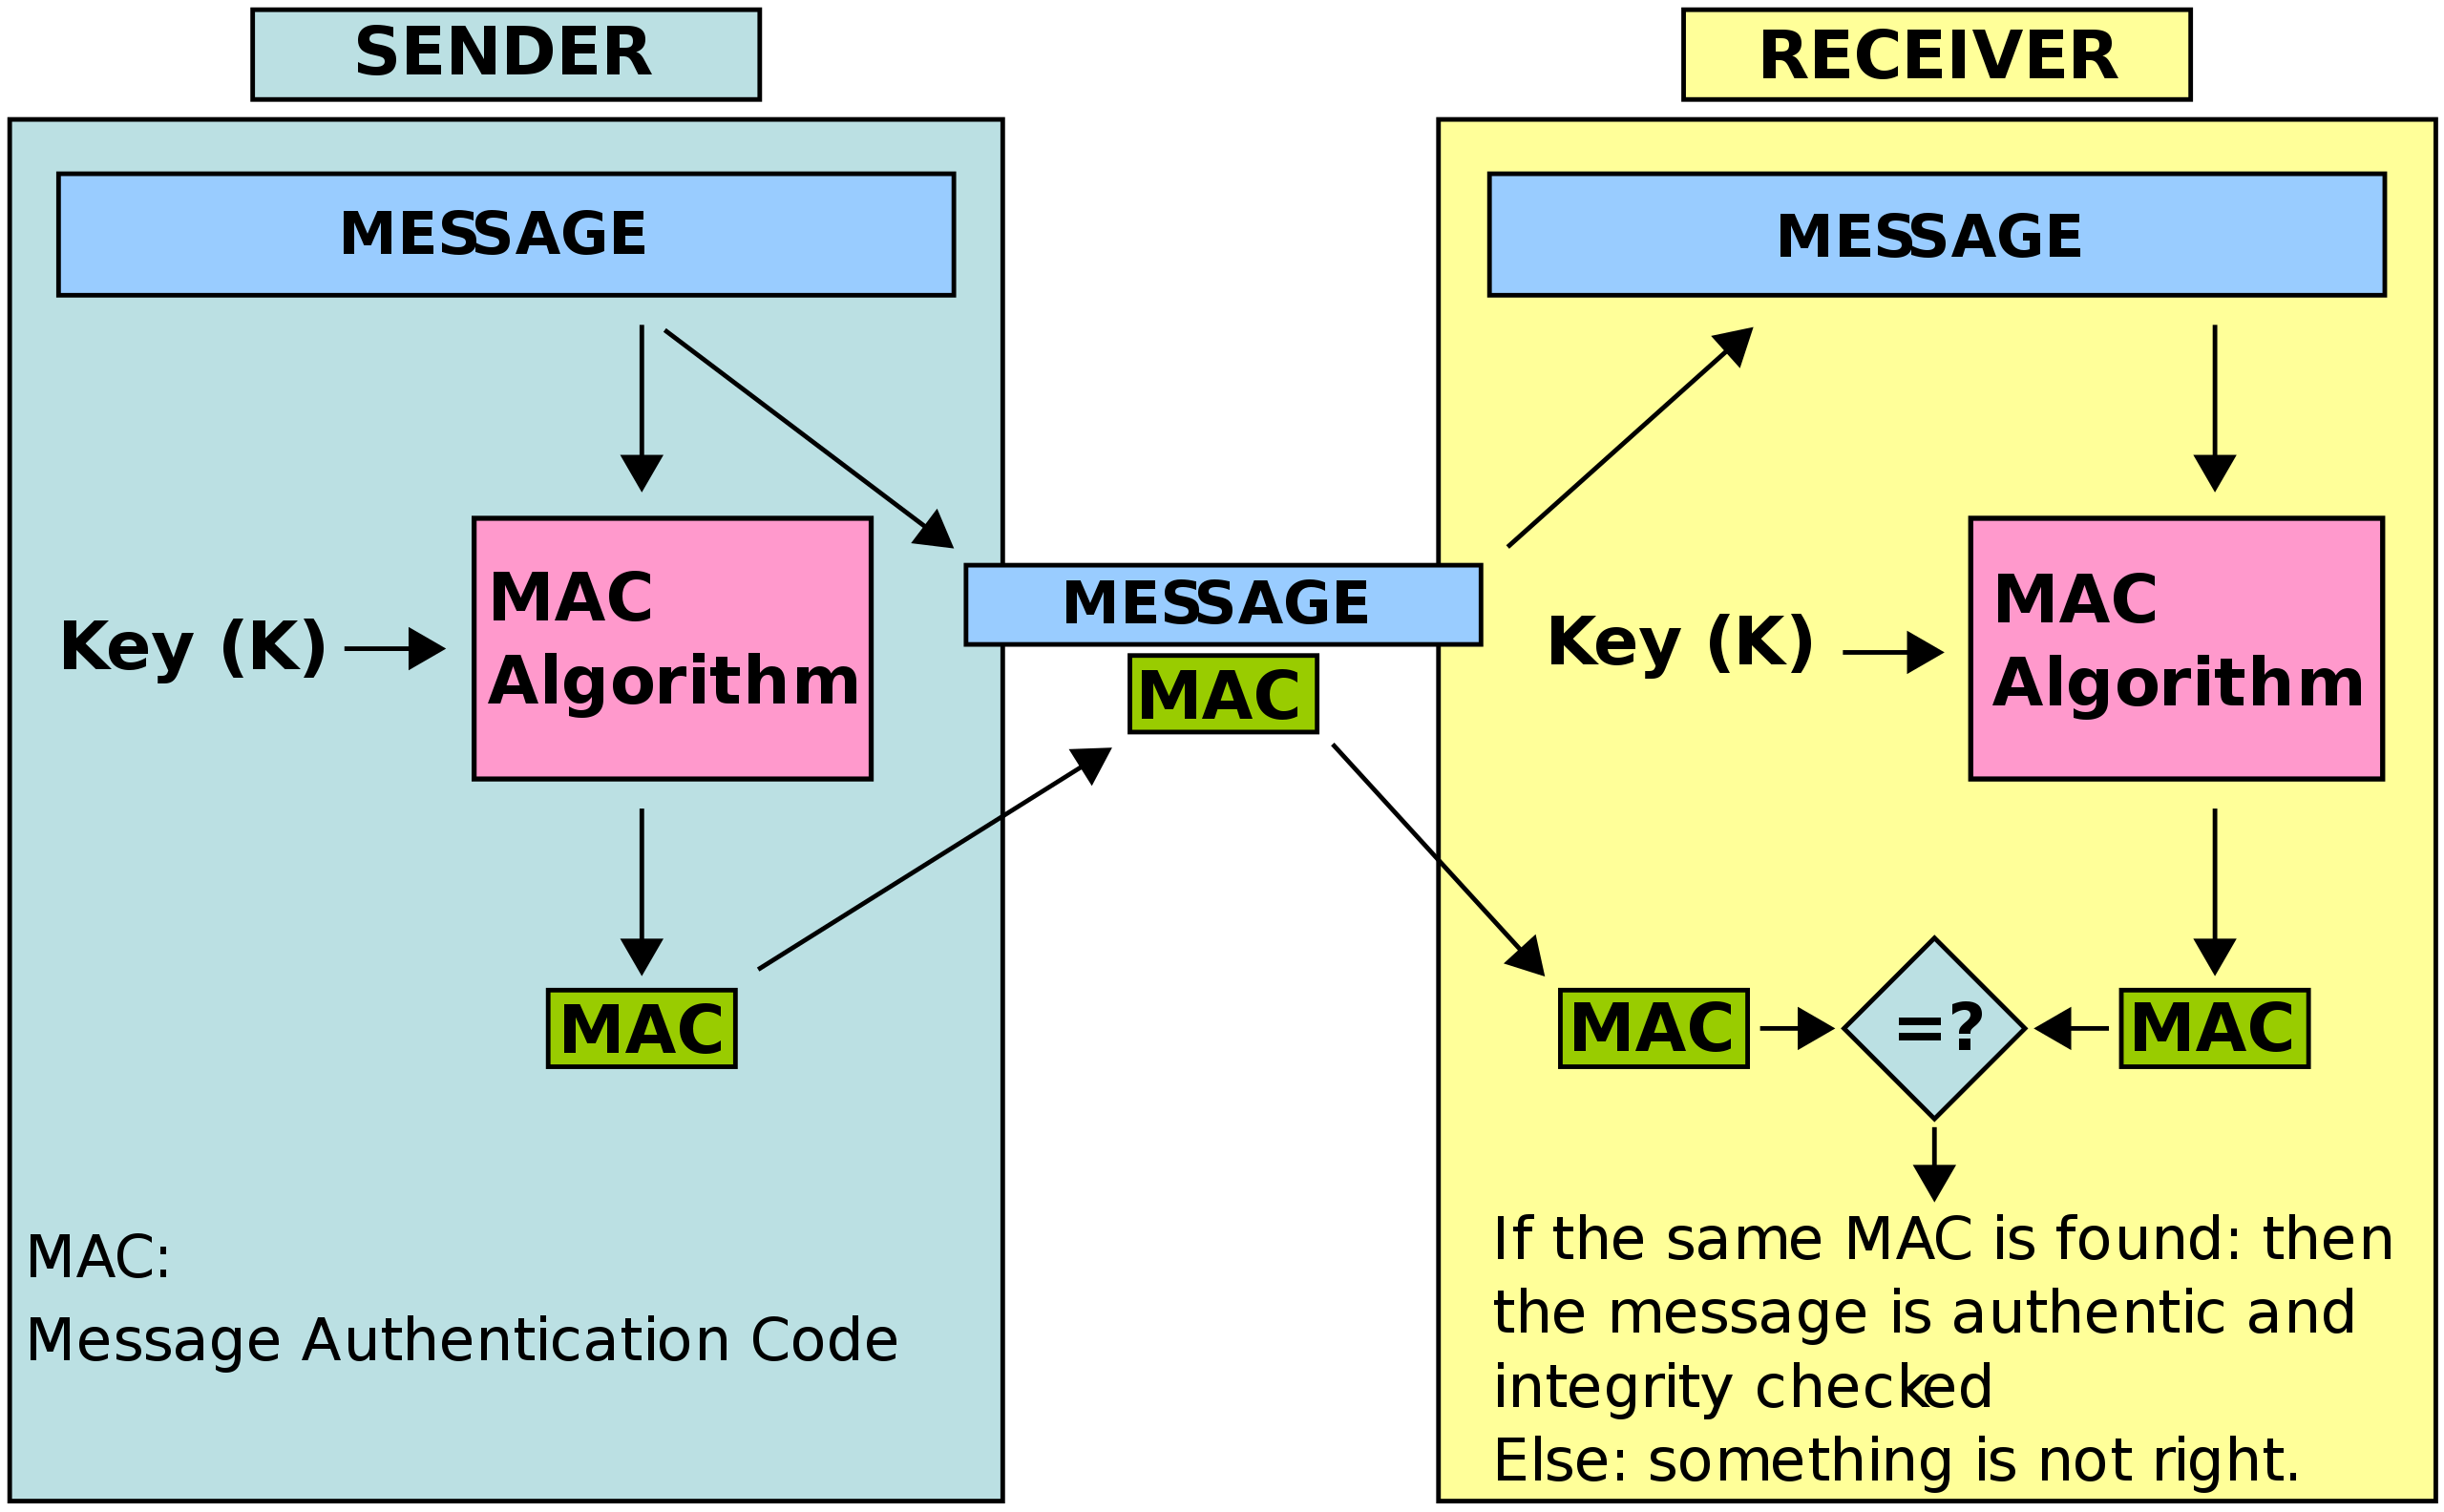 SENDER
MESSAGE
MAC
Algorithm
Key (K)
MAC
MAC:
Message Authentication Code
MESSAGE
MAC
RECEIVER
MESSAGE
Key (K)
MAC
Algorithm
MAC
=?
MAC
If the same MAC is found: then
the message is authentic and
integrity checked
Else: something is not right.